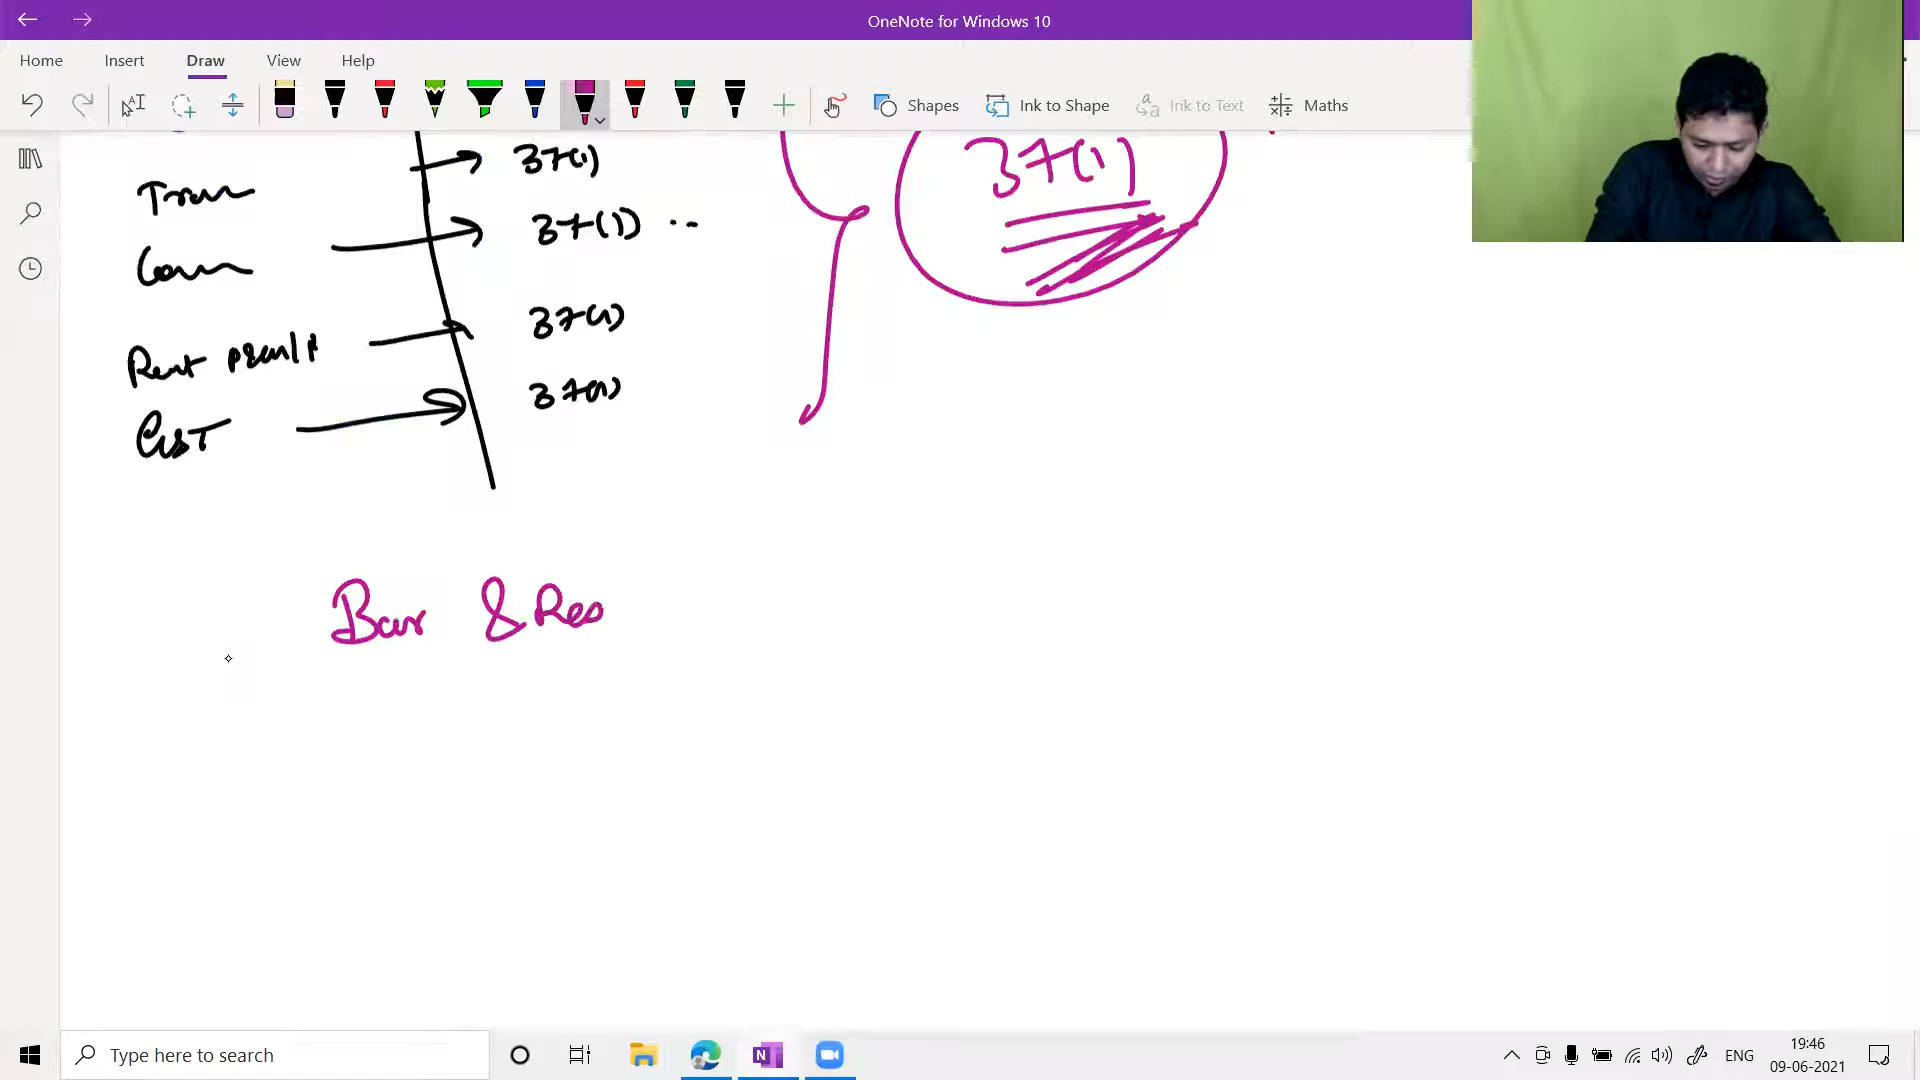 OneNote for Windows 10
Home Insert Draw View Help
Shapes Ink to Shape Ink to Text Maths
37(1)
37(1)
Tran
37(1) ..
Com
37(1)
Rent
37(1)
GST
Bar & Res
Type here to search
ENG
19:46
09-06-2021